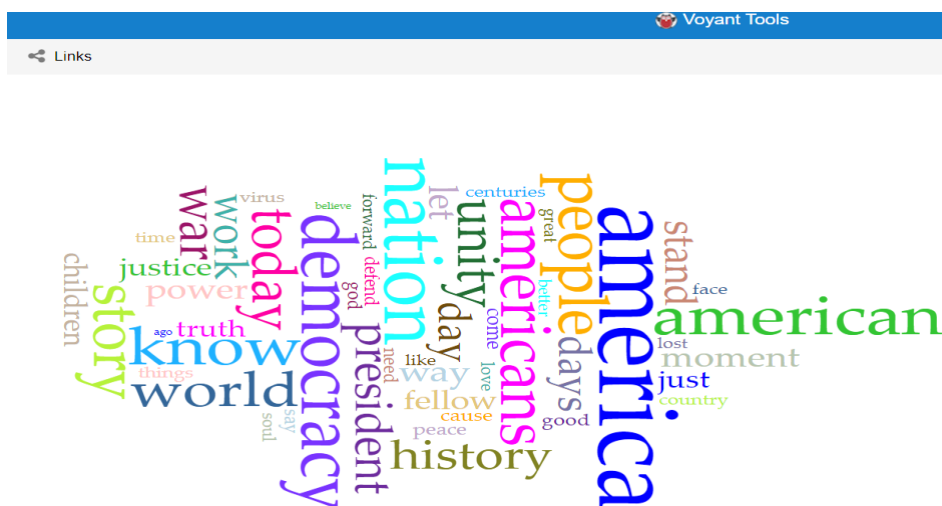 Voyant Tools
Links
nation
people
war
work
virus
believe
forward
let
centuries
unity
americans
great
america
stand
today
democracy
time
justice
children
power
story
defend
god
day
better
face
american
ago
truth
know
president
come
lost
days
moment
things
world
need
like
way
love
just
country
soul
say
fellow
cause
peace
good
history